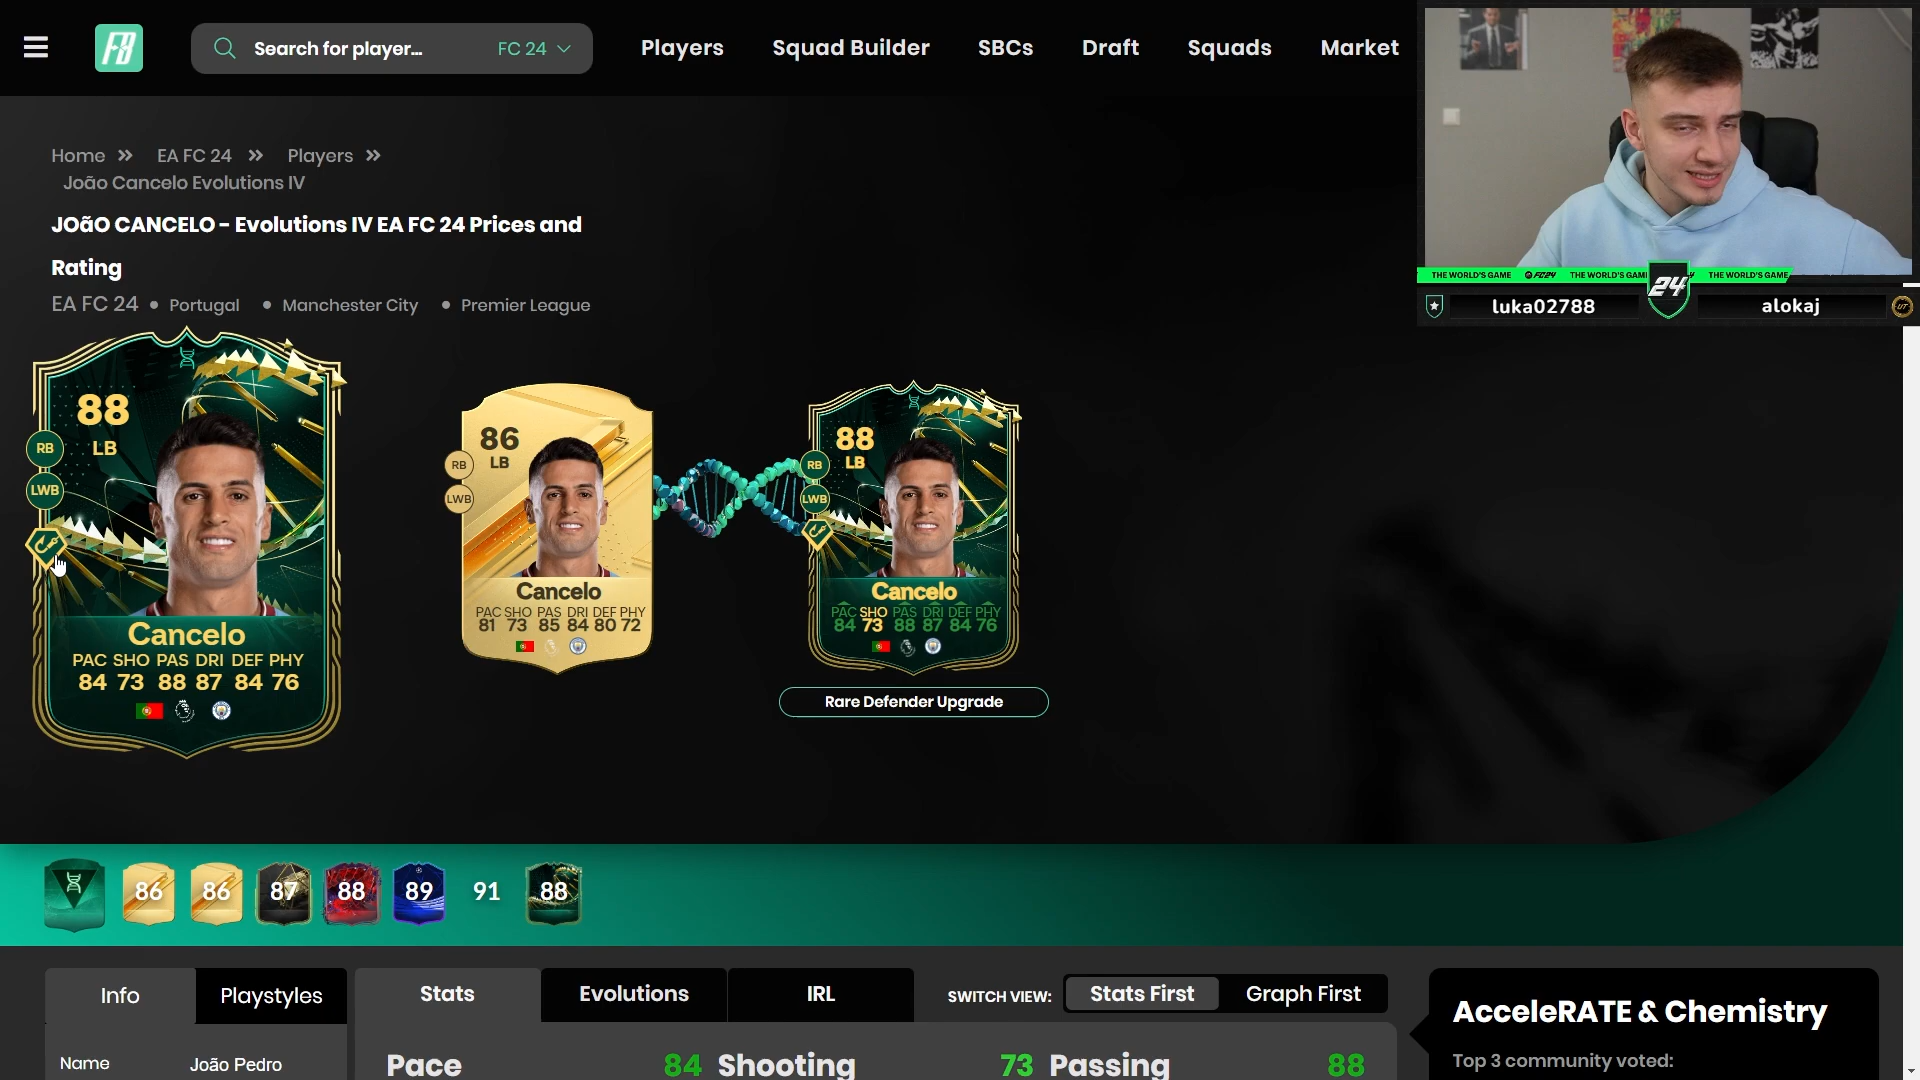 FB
Search for player...
FC 24
Players
Squad Builder
SBCs
Draft
Squads
Market
Home
EA FC 24
Players
João Cancelo Evolutions IV
JOãO CANCELO - Evolutions IV EA FC 24 Prices and
Rating
EA FC 24
Portugal
Manchester City
Premier League
THE WORLD'S GAME
FC24
THE WORLD'S GAM
THE WORLD'S GAME
24
luka02788
alokaj
UT
88
LB
RB
LWB
Cancelo
PAC SHO PAS DRI DEF PHY
84 73 88 87 84 76
86
LB
RB
LWB
Cancelo
PAC SHO PAS DRI DEF PHY
81 73 85 84 80 72
88
LB
RB
LWB
Cancelo
PAC SHO PAS DRI DEF PHY
84 73 88 87 84 76
Rare Defender Upgrade
86
86
87
88
89
91
88
Info
Playstyles
Stats
Evolutions
IRL
SWITCH VIEW:
Stats First
Graph First
AcceleRATE & Chemistry
Name
João Pedro
Pace
84
Shooting
73
Passing
88
Top 3 community voted: